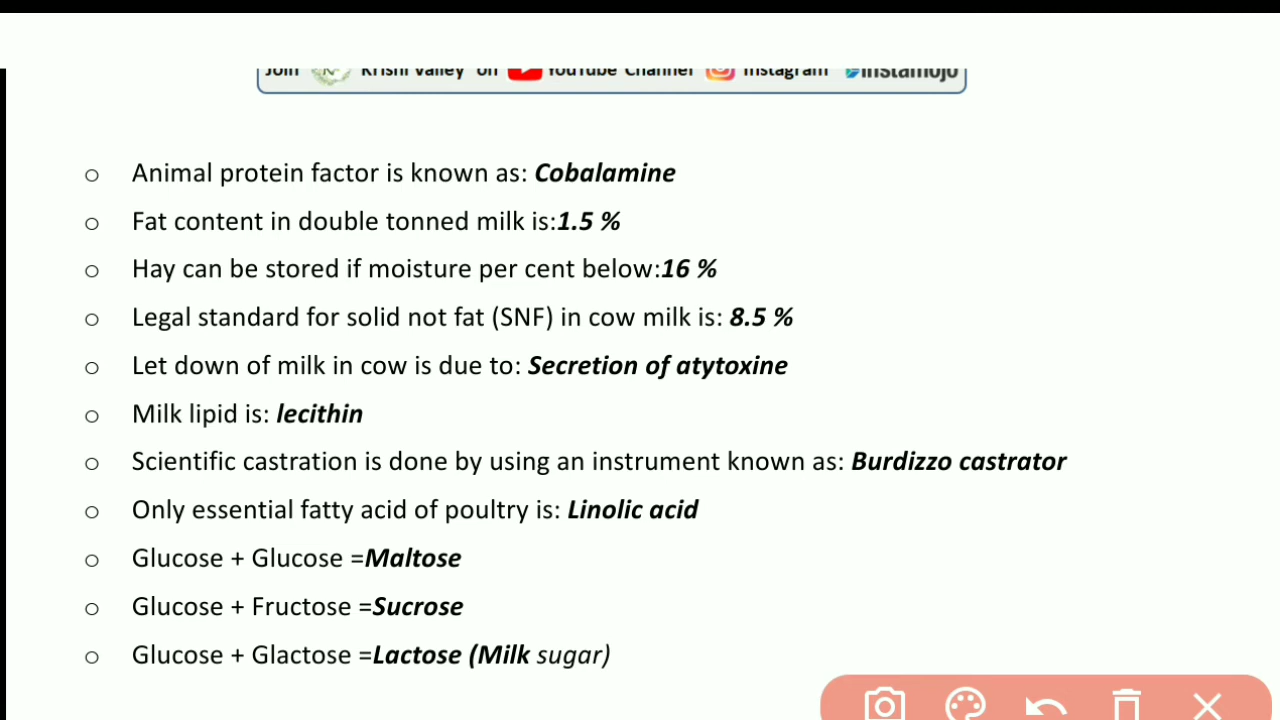 Join Krishi Valley on YouTube Channel Instagram Instamojo
Animal protein factor is known as: Cobalamine
Fat content in double tonned milk is:1.5 %
Hay can be stored if moisture per cent below:16 %
Legal standard for solid not fat (SNF) in cow milk is: 8.5 %
Let down of milk in cow is due to: Secretion of atytoxine
Milk lipid is: lecithin
Scientific castration is done by using an instrument known as: Burdizzo castrator
Only essential fatty acid of poultry is: Linolic acid
Glucose + Glucose =Maltose
Glucose + Fructose =Sucrose
Glucose + Glactose =Lactose (Milk sugar)